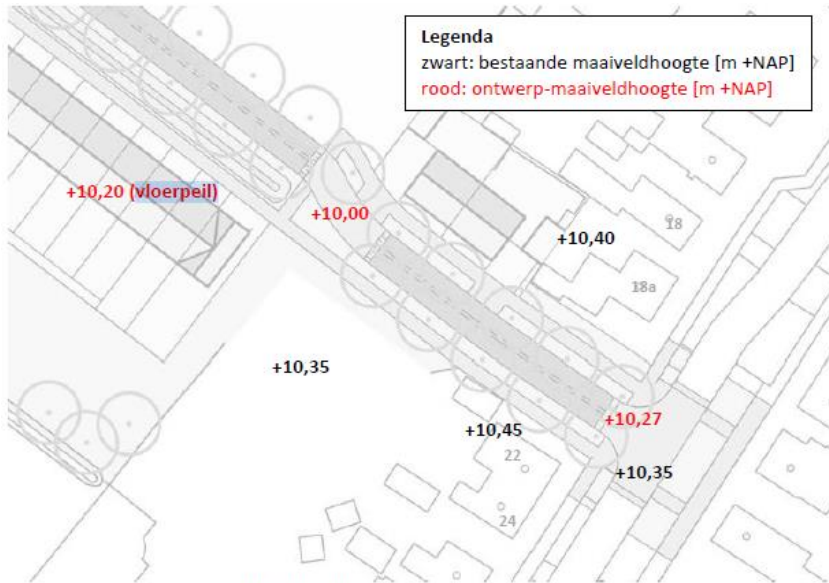 Legenda
zwart: bestaande maaiveldhoogte [m +NAP]
rood: ontwerp-maaiveldhoogte [m +NAP]
+10,20 (vloerpeil)
+10,00
18
+10,40
18a
+10,35
+10,27
+10,45
22
+10,35
24